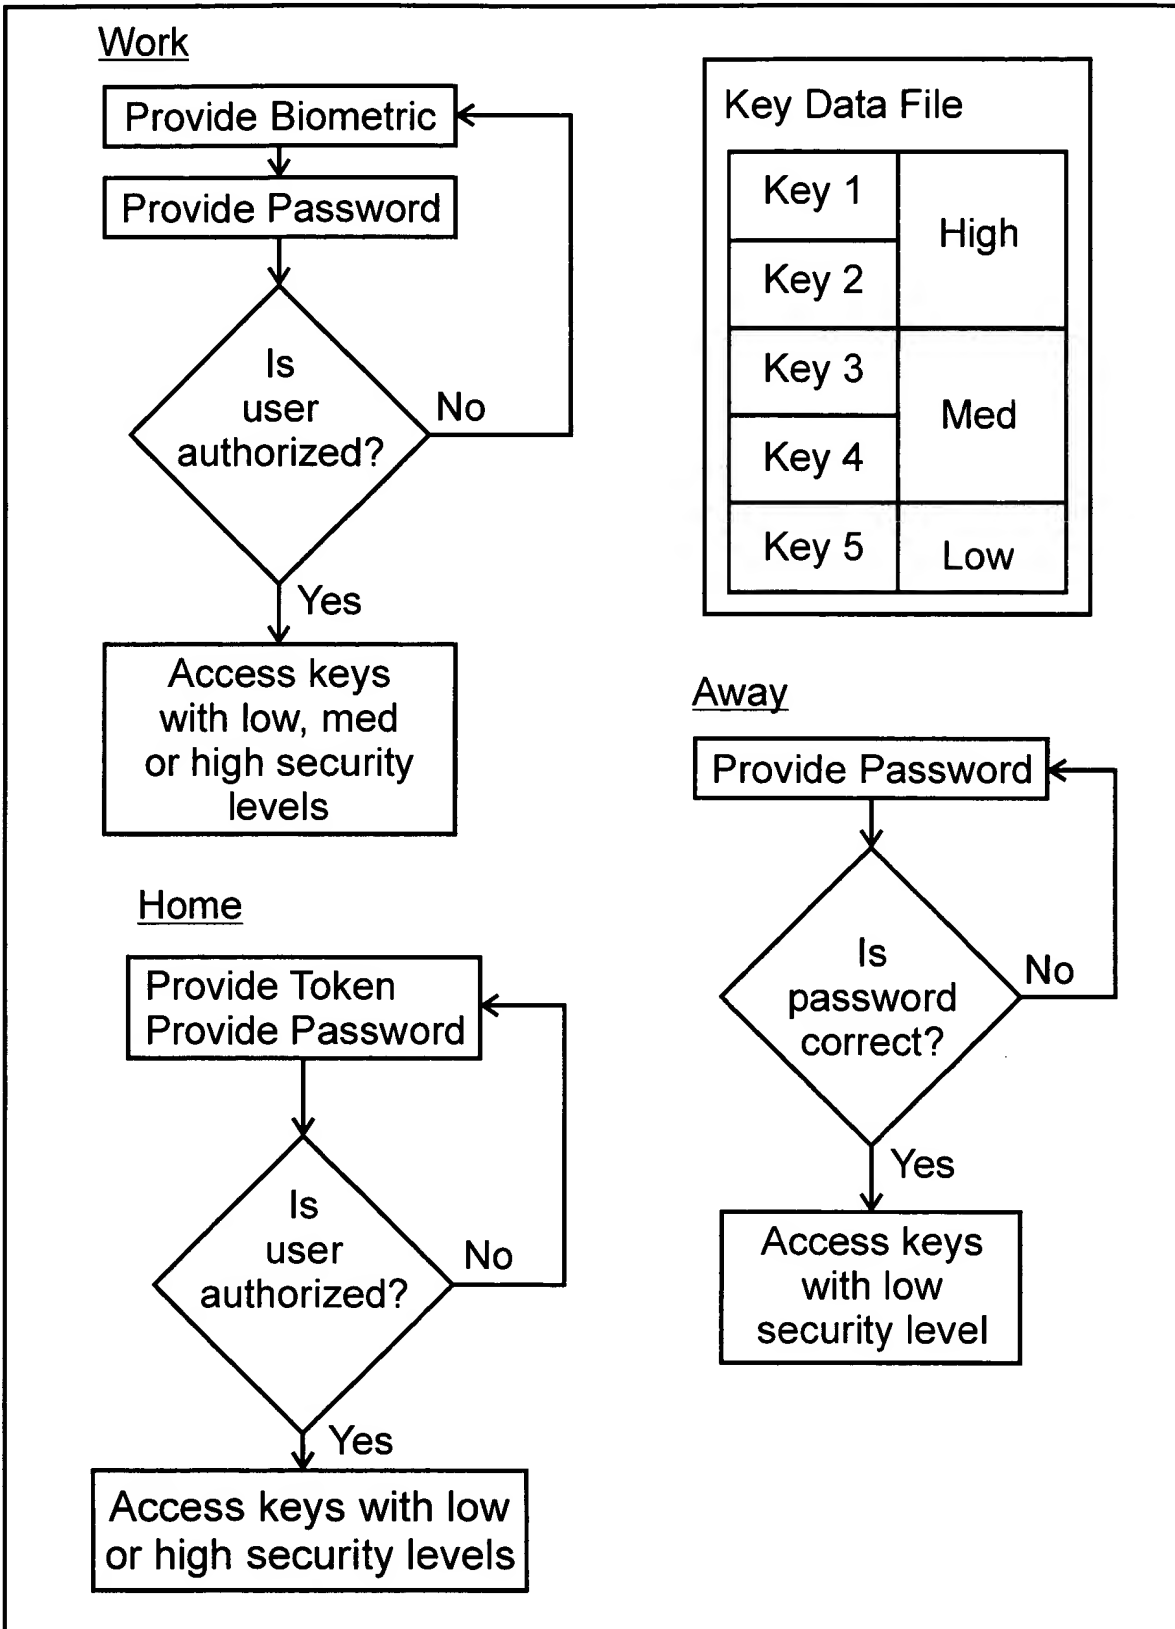 Work
Provide Biometric
Provide Password
Is
user
authorized?
No
Yes
Access keys
with low, med
or high security
levels
Key Data File
Key 1
Key 2
High
Key 3
Key 4
Med
Key 5
Low
Home
Provide Token
Provide Password
Is
user
authorized?
No
Yes
Access keys with low
or high security levels
Away
Provide Password
Is
password
correct?
No
Yes
Access keys
with low
security level